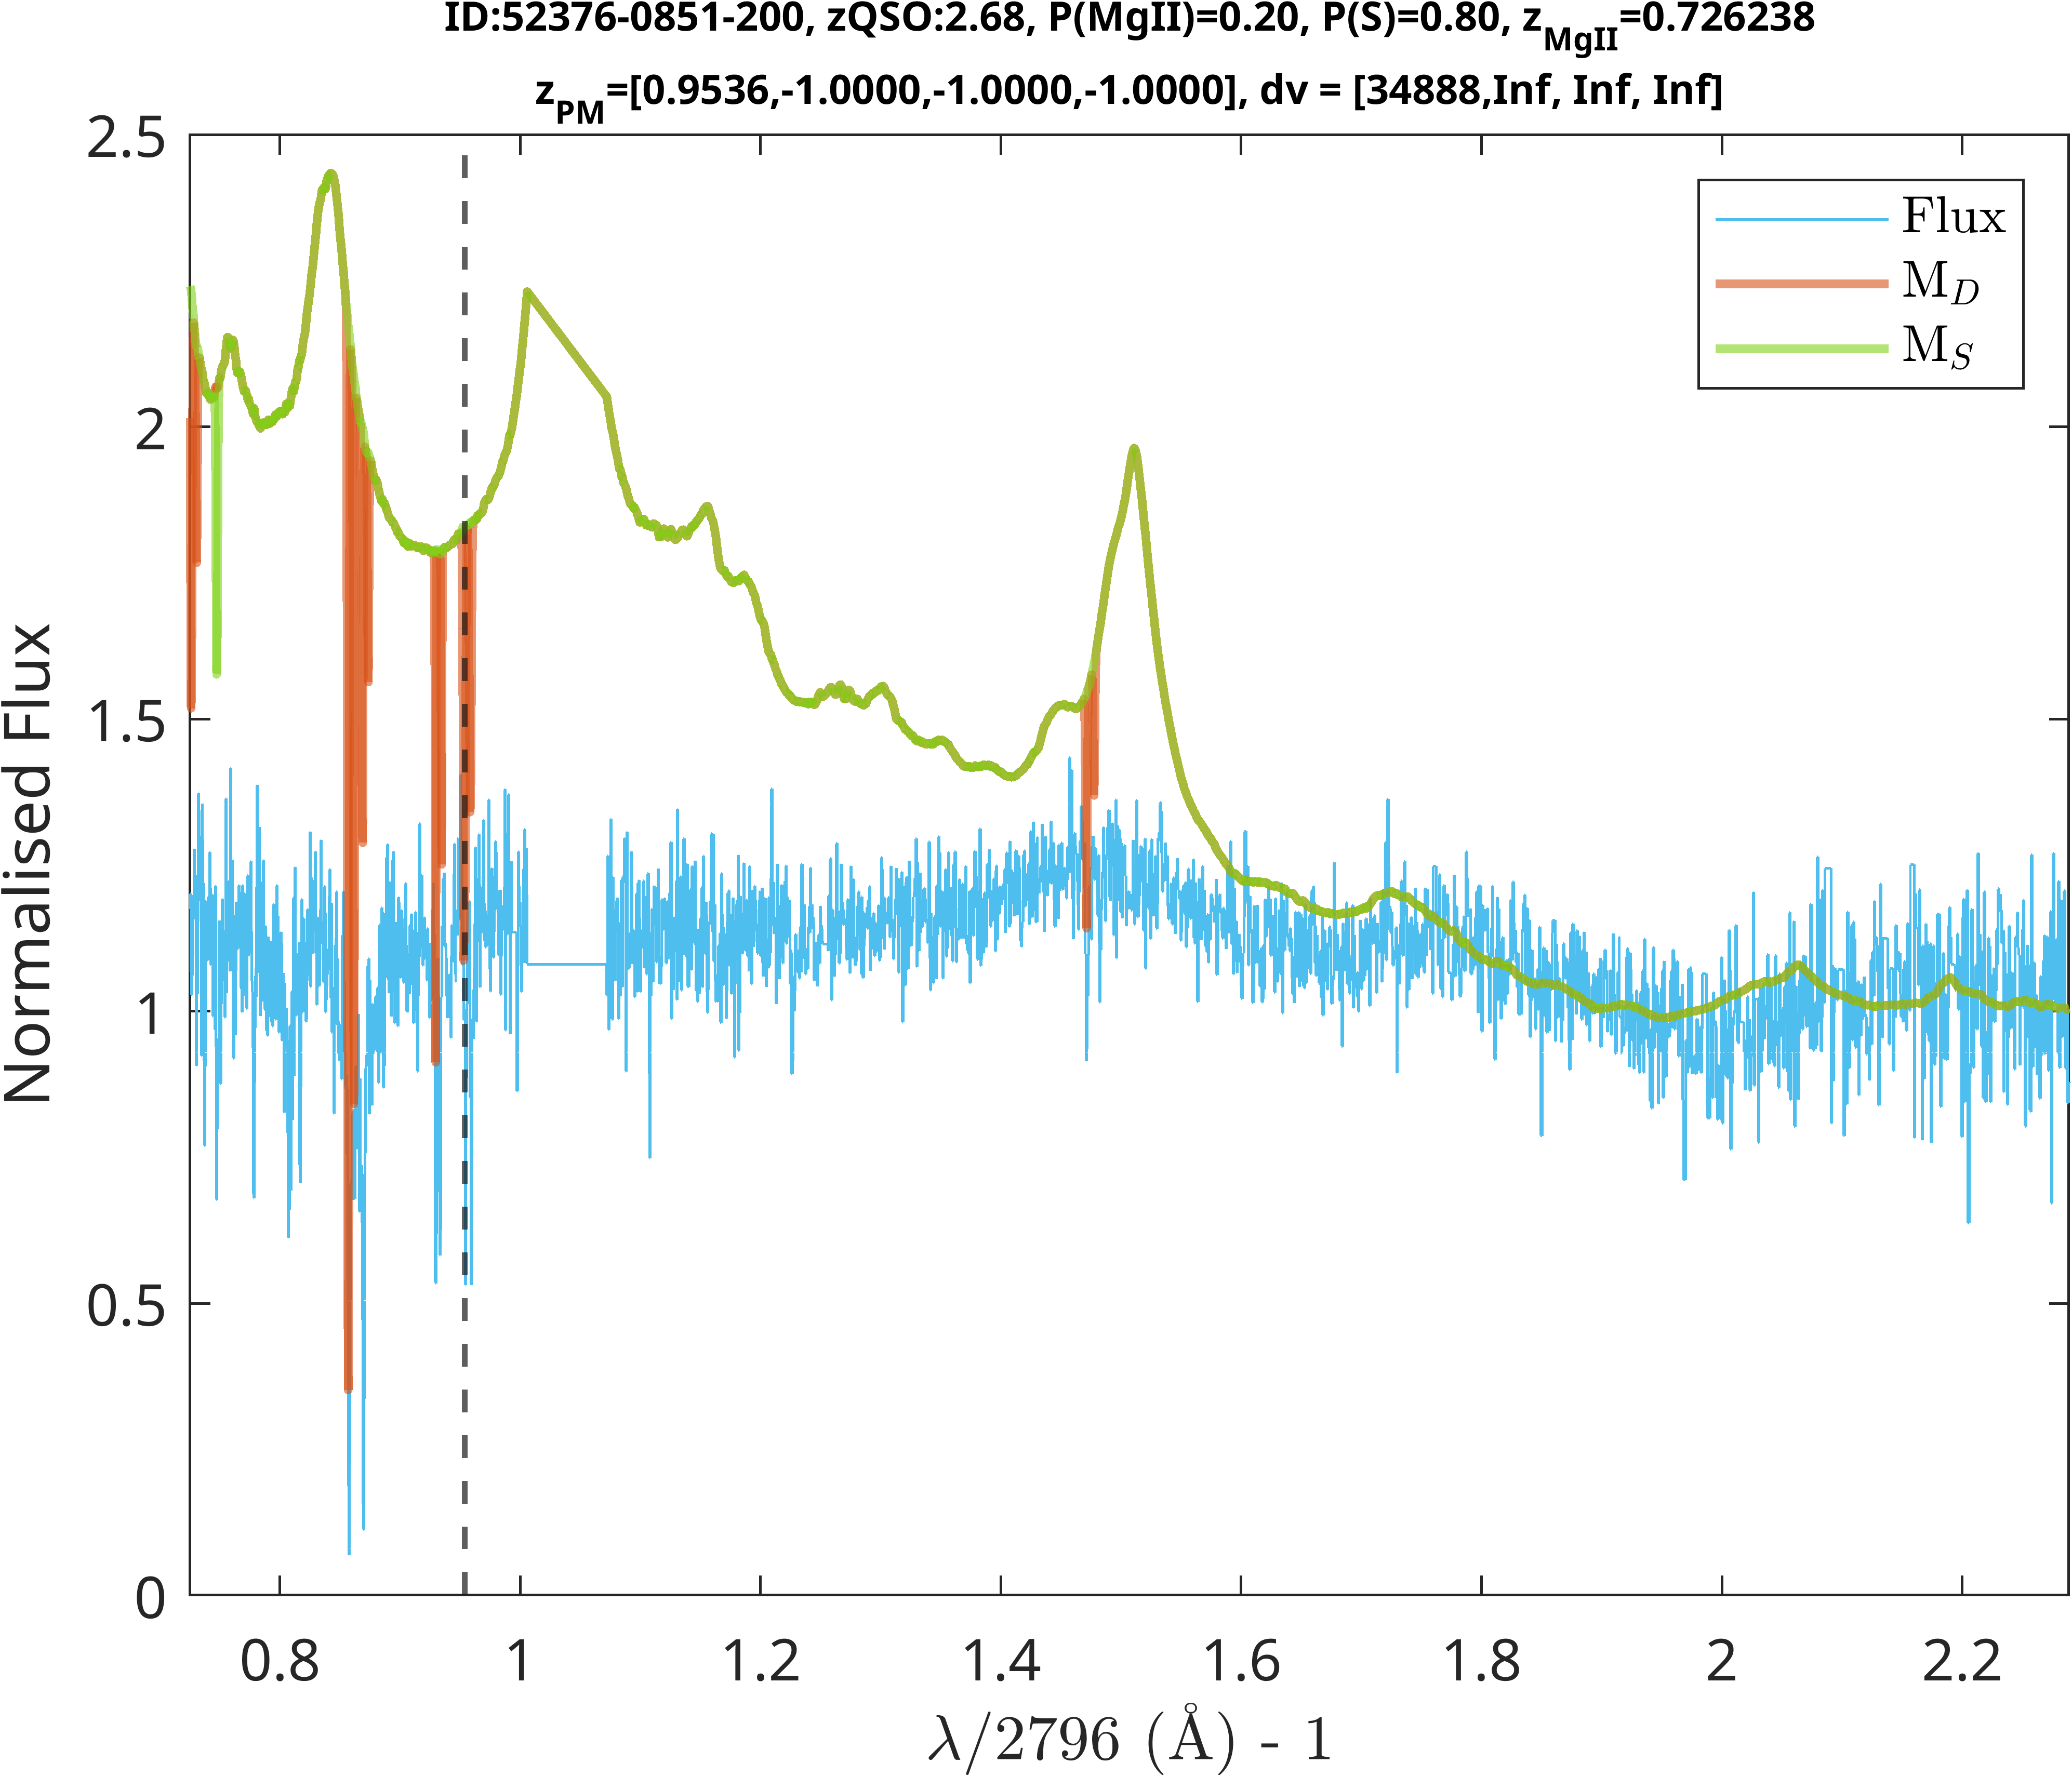 ID:52376-0851-200, zQSO:2.68, P(MgII)=0.20, P(S)=0.80, zMgII=0.726238
zPM=[0.9536,-1.0000,-1.0000,-1.0000], dv = [34888,Inf, Inf, Inf]
2.5
2
1.5
1
0.5
0
Normalised Flux
Flux
MD
MS
0.8
1
1.2
1.4
1.6
1.8
2
2.2
λ/2796 (Å) - 1